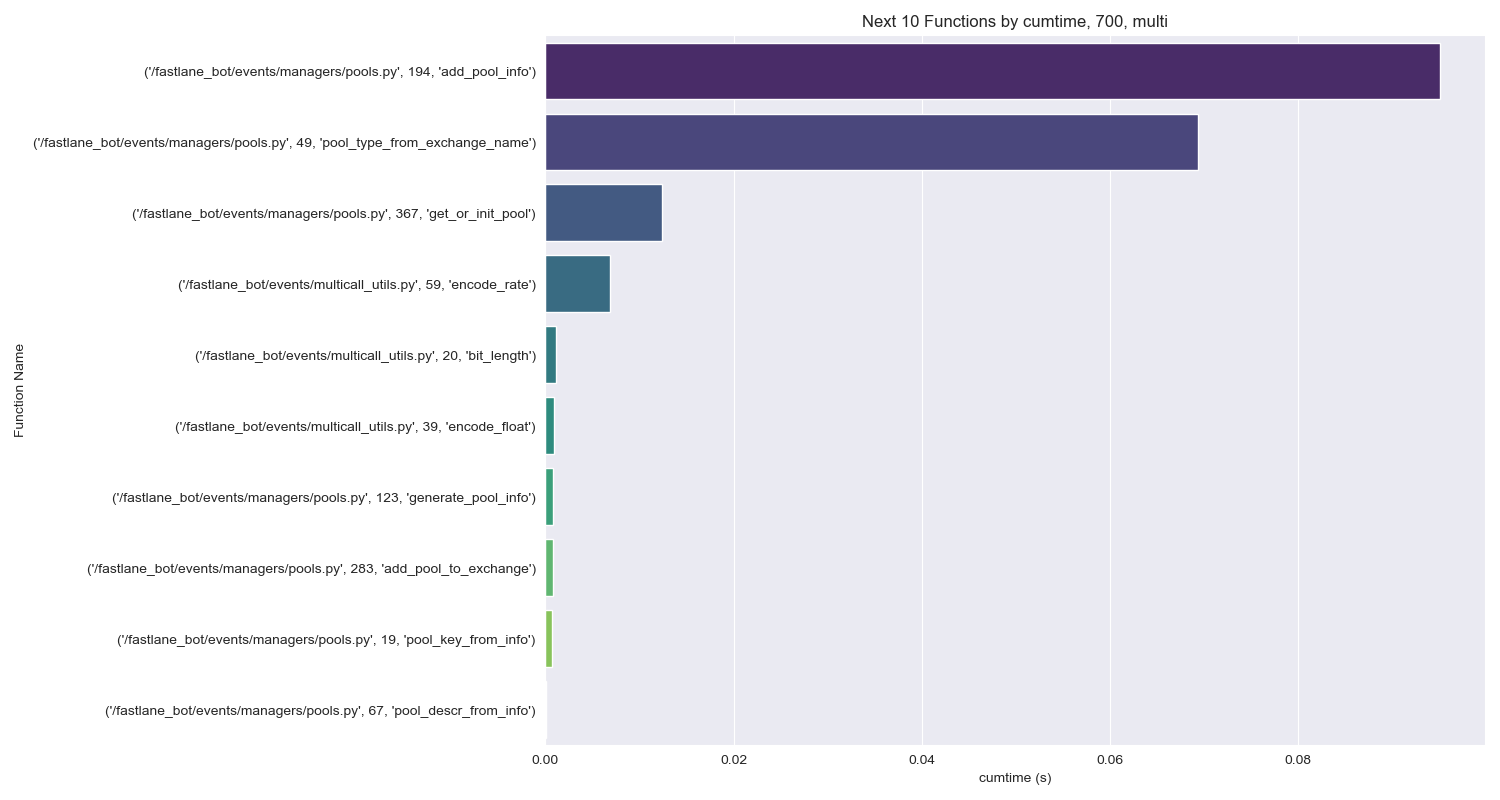 Next 10 Functions by cumtime, 700, multi
('/fastlane_bot/events/managers/pools.py', 194, 'add_pool_info')
('/fastlane_bot/events/managers/pools.py', 49, 'pool_type_from_exchange_name')
('/fastlane_bot/events/managers/pools.py', 367, 'get_or_init_pool')
('/fastlane_bot/events/multicall_utils.py', 59, 'encode_rate')
('/fastlane_bot/events/multicall_utils.py', 20, 'bit_length')
('/fastlane_bot/events/multicall_utils.py', 39, 'encode_float')
('/fastlane_bot/events/managers/pools.py', 123, 'generate_pool_info')
('/fastlane_bot/events/managers/pools.py', 283, 'add_pool_to_exchange')
('/fastlane_bot/events/managers/pools.py', 19, 'pool_key_from_info')
('/fastlane_bot/events/managers/pools.py', 67, 'pool_descr_from_info')
Function Name
0.00 0.02 0.04 0.06 0.08
cumtime (s)